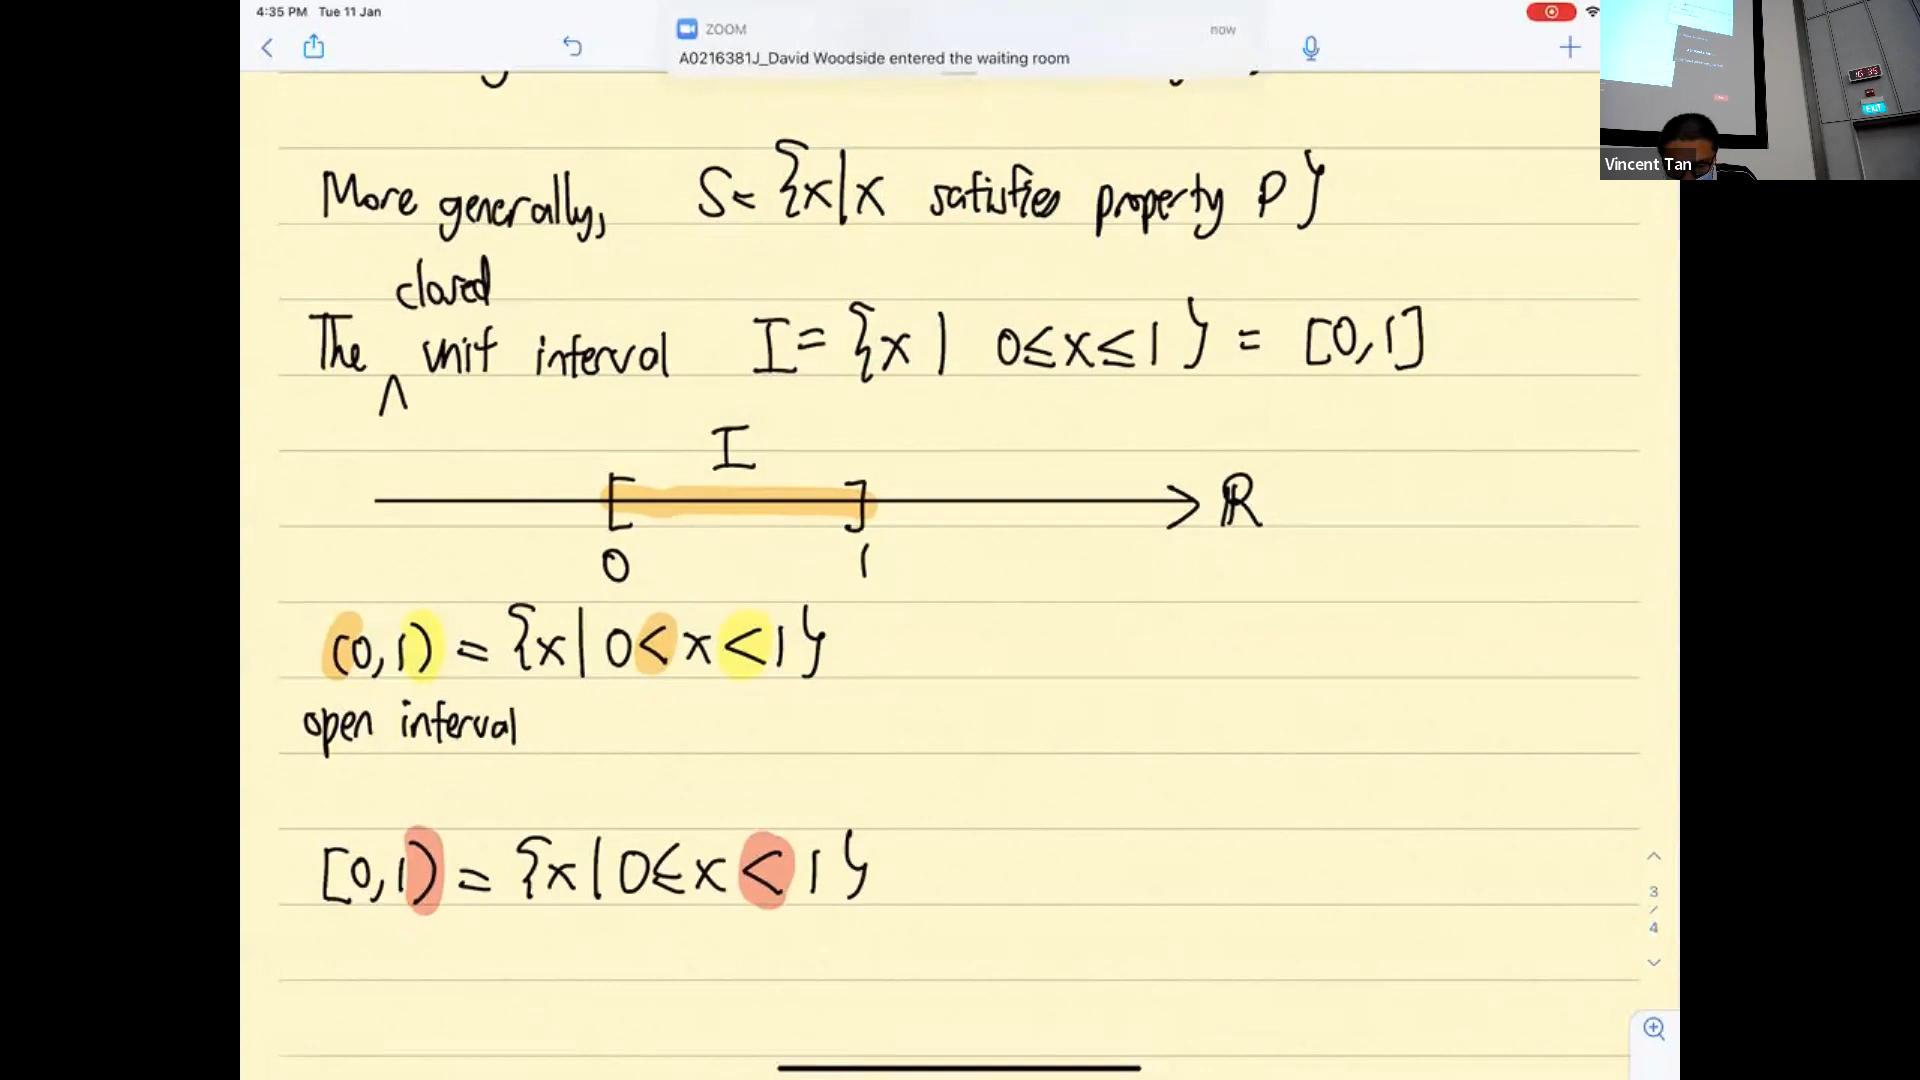 4:35 PM Tue 11 Jan
ZOOM now
A0216381J_David Woodside entered the waiting room
EXIT
Vincent Tan
More generally, S = {x | x satisfies property P}
closed
The ∧ unit interval I = {x | 0 ≤ x ≤ 1} = [0,1]
I
[ ] ℝ
0 1
(0,1) = {x | 0 < x < 1}
open interval
[0,1) = {x | 0 ≤ x < 1}
3
/
4